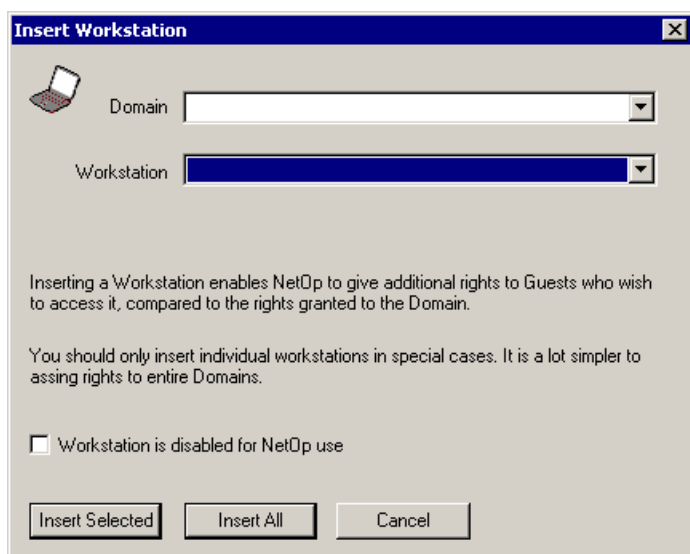 Insert Workstation
Domain
Workstation
Inserting a Workstation enables NetOp to give additional rights to Guests who wish
to access it, compared to the rights granted to the Domain.
You should only insert individual workstations in special cases. It is a lot simpler to
assing rights to entire Domains.
Workstation is disabled for NetOp use
Insert Selected
Insert All
Cancel